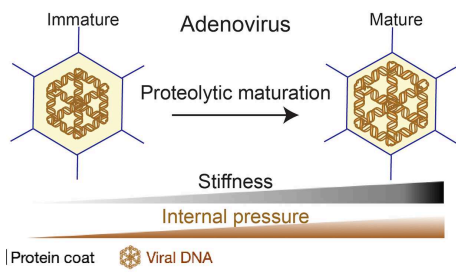 Immature Adenovirus Mature
Proteolytic maturation
Stiffness
Internal pressure
Protein coat Viral DNA